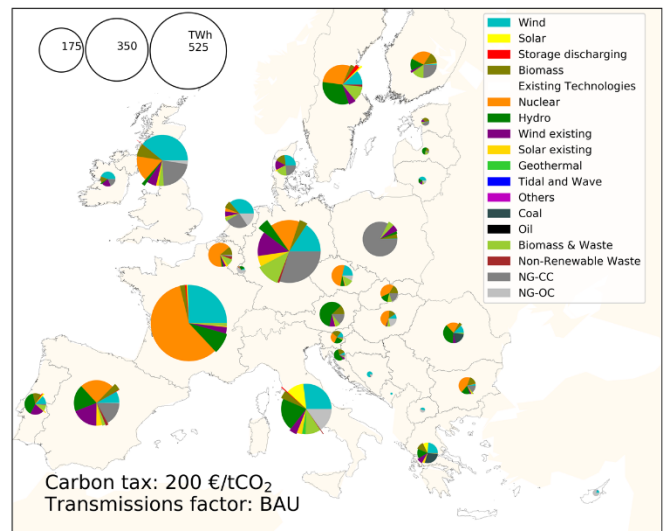 TWh
175
350
525
Wind
Solar
Storage discharging
Biomass
Existing Technologies
Nuclear
Hydro
Wind existing
Solar existing
Geothermal
Tidal and Wave
Others
Coal
Oil
Biomass & Waste
Non-Renewable Waste
NG-CC
NG-OC
Carbon tax: 200 €/tCO₂
Transmissions factor: BAU